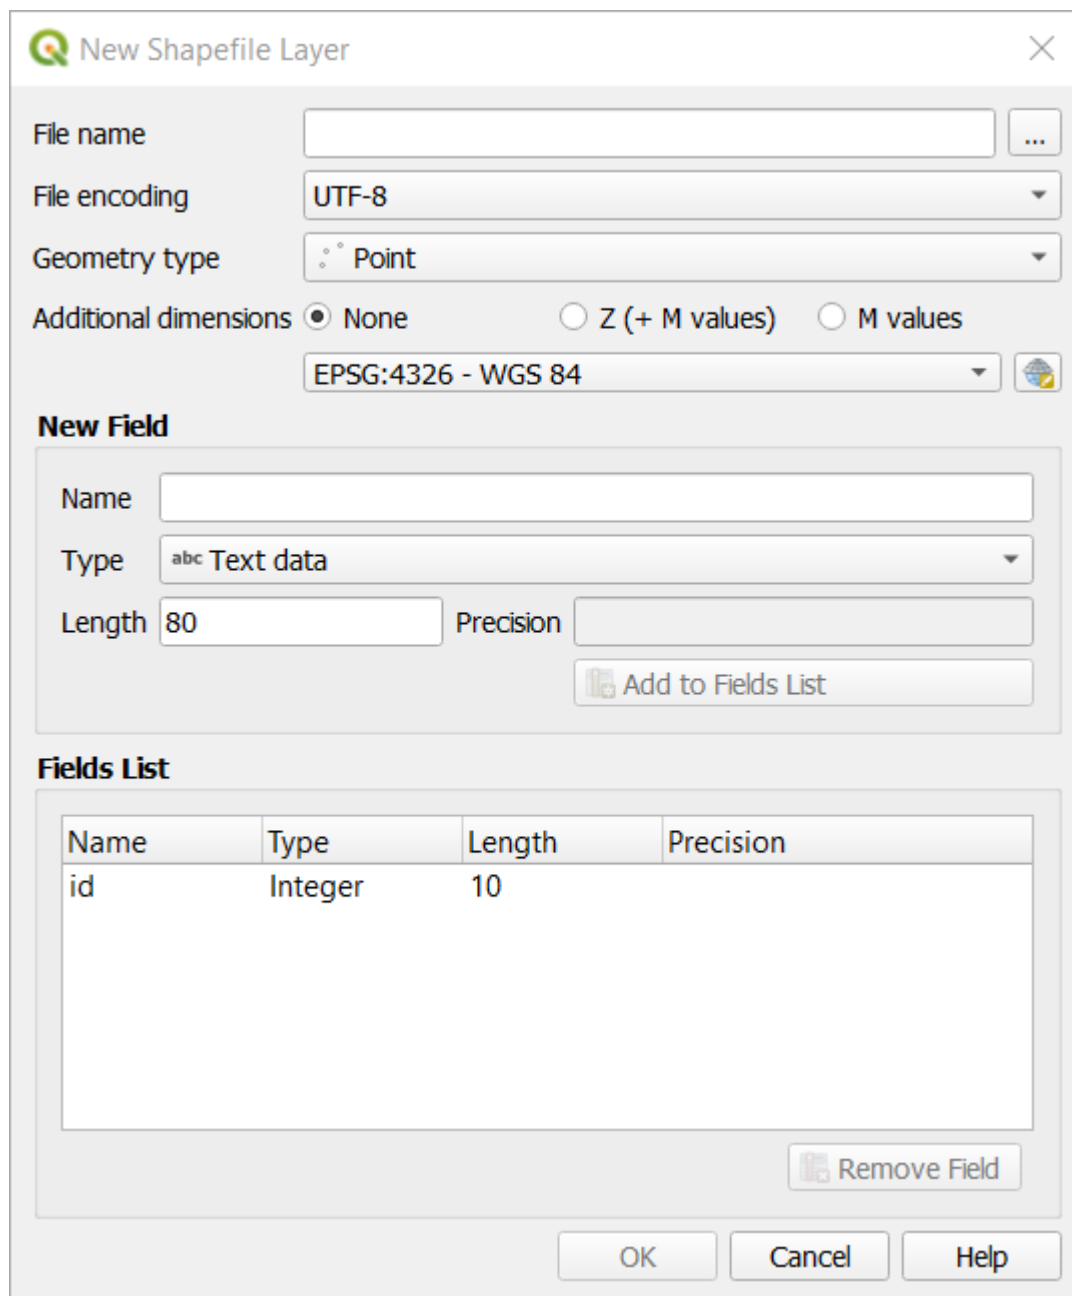 New Shapefile Layer
File name ...
File encoding UTF-8
Geometry type Point
Additional dimensions None Z (+ M values) M values
EPSG:4326 - WGS 84
New Field
Name
Type abc Text data
Length 80 Precision
Add to Fields List
Fields List
Name Type Length Precision
id Integer 10
Remove Field
OK Cancel Help